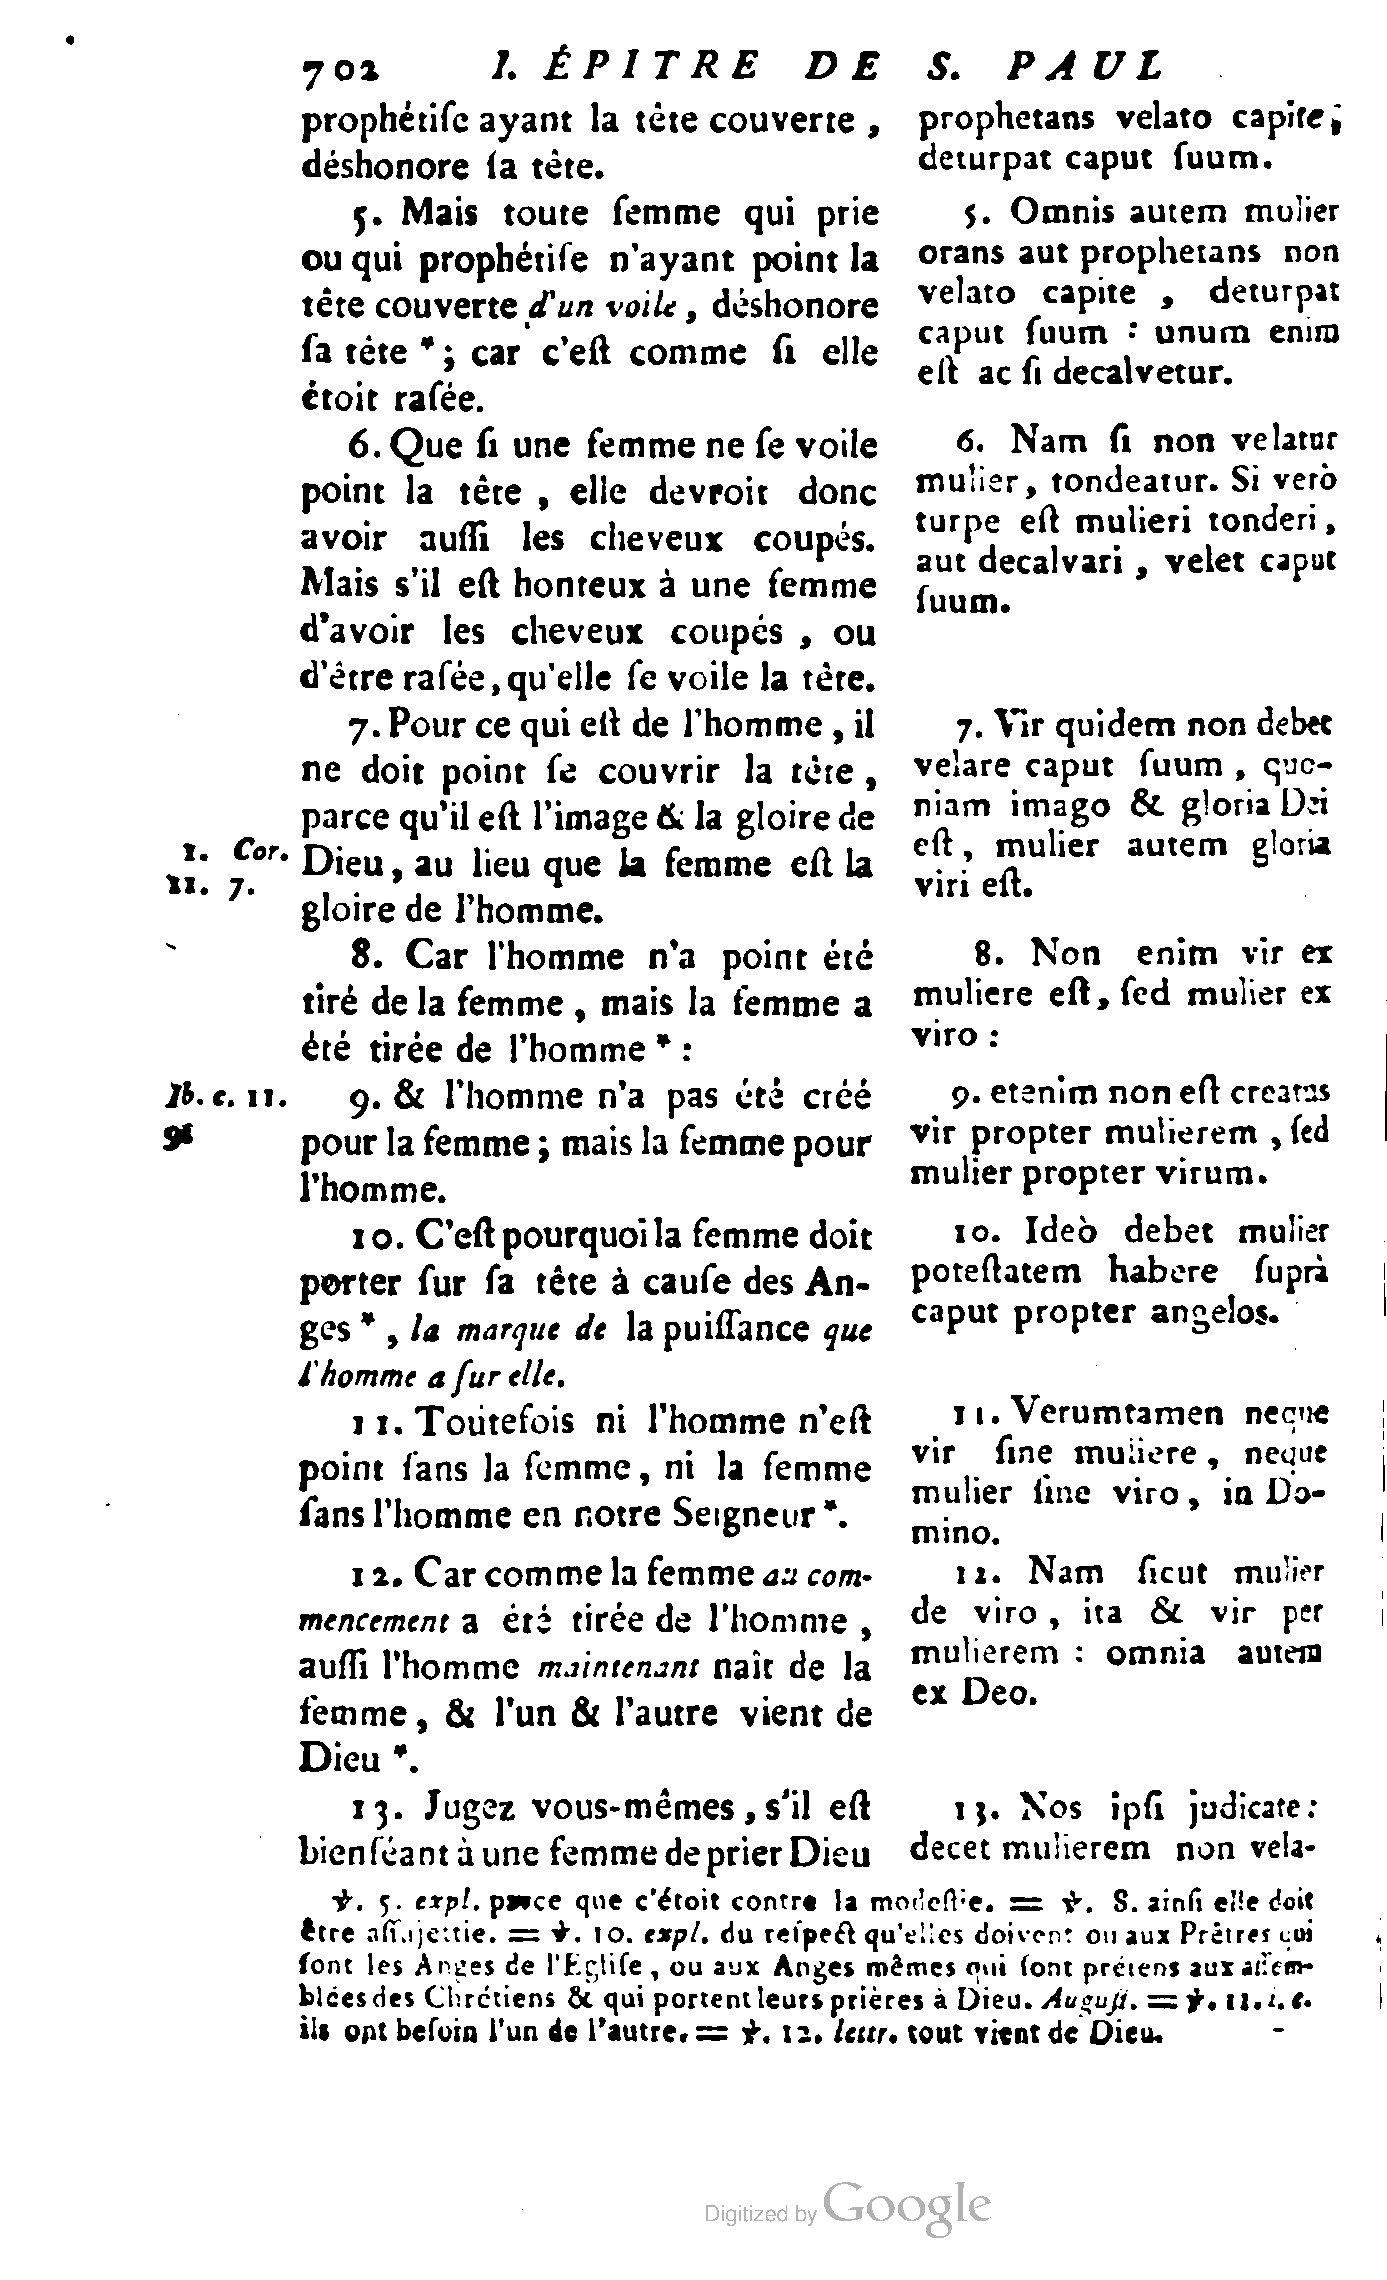 702 I. ÉPITRE DE S. PAUL
prophétiſe ayant la tête couverte ,
déshonore ſa tête.
5. Mais toute femme qui prie
ou qui prophétiſe n'ayant point la
tête couverte d'un voile , déshonore
ſa tête * ; car c'eſt comme ſi elle
étoit raſée.
6. Que ſi une femme ne ſe voile
point la tête , elle devroit donc
avoir auſſi les cheveux coupés.
Mais s'il eſt honteux à une femme
d'avoir les cheveux coupés , ou
d'être raſée, qu'elle ſe voile la tête.
7. Pour ce qui eſt de l'homme , il
ne doit point ſe couvrir la tête ,
parce qu'il eſt l'image & la gloire de
Dieu, au lieu que la femme eſt la
gloire de l'homme.
8. Car l'homme n'a point été
tiré de la femme , mais la femme a
été tirée de l'homme * :
9. & l'homme n'a pas été créé
pour la femme ; mais la femme pour
l'homme.
10. C'eſt pourquoi la femme doit
porter ſur ſa tête à cauſe des An-
ges * , la marque de la puiſſance que
l'homme a ſur elle.
11. Toutefois ni l'homme n'eſt
point ſans la femme , ni la femme
ſans l'homme en notre Seigneur *.
12. Car comme la femme au com-
mencement a été tirée de l'homme ,
auſſi l'homme maintenant naît de la
femme , & l'un & l'autre vient de
Dieu *.
13. Jugez vous-mêmes , s'il eſt
bienſéant à une femme de prier Dieu
1. Cor.
11. 7.
Ib. c. 11.
prophetans velato capite ;
deturpat caput ſuum.
5. Omnis autem mulier
orans aut prophetans non
velato capite , deturpat
caput ſuum : unum enim
eſt ac ſi decalvetur.
6. Nam ſi non velatur
mulier, tondeatur. Si verò
turpe eſt mulieri tonderi,
aut decalvari , velet caput
ſuum.
7. Vir quidem non debet
velare caput ſuum , quo-
niam imago & gloria Dei
eſt , mulier autem gloria
viri eſt.
8. Non enim vir ex
muliere eſt, ſed mulier ex
viro :
9. etenim non eſt creatus
vir propter mulierem , ſed
mulier propter virum.
10. Ideò debet mulier
poteſtatem habere ſuprà
caput propter angelos.
11. Verumtamen neque
vir ſine muliere , neque
mulier ſine viro , in Do-
mino.
12. Nam ſicut mulier
de viro , ita & vir per
mulierem : omnia autem
ex Deo.
13. Vos ipſi judicate :
decet mulierem non vela-
℣. 5. expl. parce que c'étoit contre la modeſtie. = ℣. 8. ainſi elle doit
être aſſujettie. = ℣. 10. expl. du reſpect qu'elles doivent ou aux Prêtres qui
ſont les Anges de l'Egliſe , ou aux Anges mêmes qui ſont préſens aux aſſem-
blées des Chrétiens & qui portent leurs prières à Dieu. Auguſt. = ℣. 11. i. e.
ils ont beſoin l'un de l'autre. = ℣. 12. lettr. tout vient de Dieu.
Digitized by Google